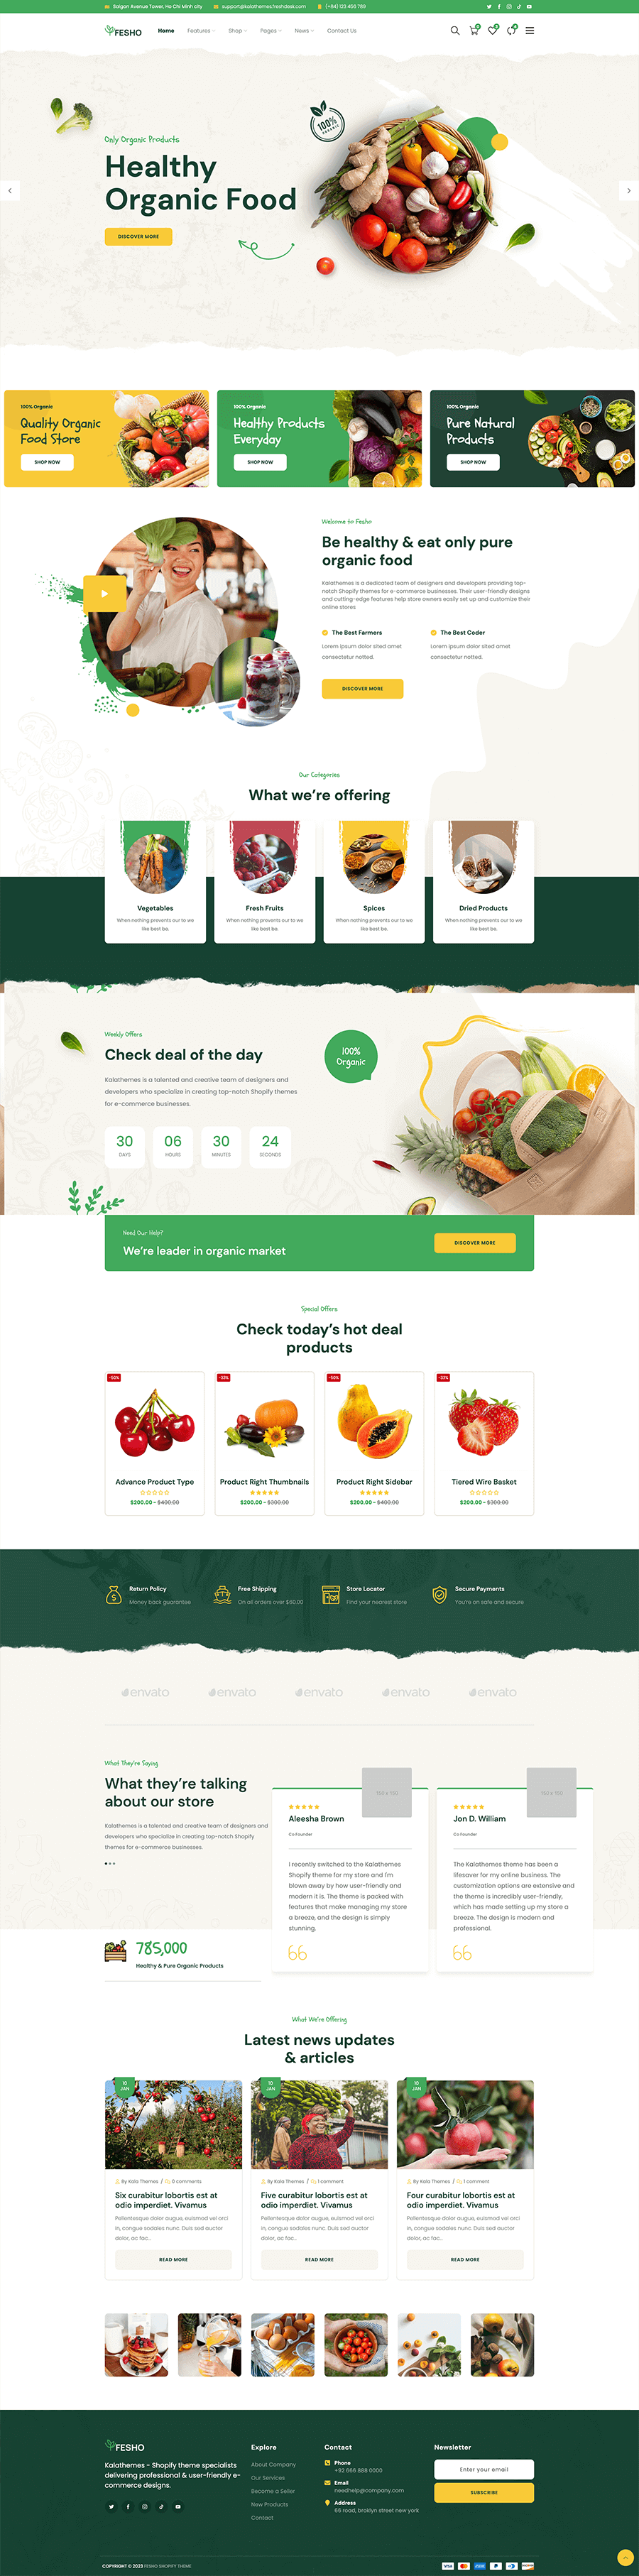 Saigon Avenue Tower, Ho Chi Minh city support@kalathemes.freshdesk.com (+84) 123 456 789
FESHO Home Features Shop Pages News Contact Us
Only Organic Products
100%
ORGANIC
Healthy
Organic Food
DISCOVER MORE
100% Organic
Quality Organic
Food Store
SHOP NOW
100% Organic
Healthy Products
Everyday
SHOP NOW
100% Organic
Pure Natural
Products
SHOP NOW
Welcome to Fesho
Be healthy & eat only pure
organic food
Kalathemes is a dedicated team of designers and developers providing top-
notch Shopify themes for e-commerce businesses. Their user-friendly designs
and cutting-edge features help store owners easily set up and customize their
online stores
The Best Farmers
Lorem ipsum dolor sited amet
consectetur notted.
The Best Coder
Lorem ipsum dolor sited amet
consectetur notted.
DISCOVER MORE
Our Categories
What we're offering
Vegetables
When nothing prevents our to we
like best be.
Fresh Fruits
When nothing prevents our to we
like best be.
Spices
When nothing prevents our to we
like best be.
Dried Products
When nothing prevents our to we
like best be.
Weekly Offers
Check deal of the day
Kalathemes is a talented and creative team of designers and
developers who specialize in creating top-notch Shopify themes
for e-commerce businesses.
30 06 30 24
DAYS HOURS MINUTES SECONDS
100%
Organic
Need Our Help?
We're leader in organic market
DISCOVER MORE
Special Offers
Check today's hot deal
products
-50%
Advance Product Type
$200.00 - $400.00
-33%
Product Right Thumbnails
$200.00 - $300.00
-50%
Product Right Sidebar
$200.00 - $400.00
-33%
Tiered Wire Basket
$200.00 - $300.00
Return Policy
Money back guarantee
Free Shipping
On all orders over $60.00
Store Locator
Find your nearest store
Secure Payments
You're on safe and secure
envato envato envato envato envato
What They're Saying
What they're talking
about our store
Kalathemes is a talented and creative team of designers and
developers who specialize in creating top-notch Shopify
themes for e-commerce businesses.
785,000
Healthy & Pure Organic Products
Aleesha Brown
Co Founder
I recently switched to the Kalathemes
Shopify theme for my store and I'm
blown away by how user-friendly and
modern it is. The theme is packed with
features that make managing my store
a breeze, and the design is simply
stunning.
Jon D. William
Co Founder
The Kalathemes theme has been a
lifesaver for my online business. The
customization options are extensive and
the theme is incredibly user-friendly,
which has made setting up my store a
breeze. The design is modern and
professional.
What We're Offering
Latest news updates
& articles
10
JAN
By Kala Themes / 0 comments
Six curabitur lobortis est at
odio imperdiet. Vivamus
Pellentesque dolor augue, euismod vel orci
in, congue sodales nunc. Duis sed auctor
dolor, ac fac...
READ MORE
10
JAN
By Kala Themes / 1 comment
Five curabitur lobortis est at
odio imperdiet. Vivamus
Pellentesque dolor augue, euismod vel orci
in, congue sodales nunc. Duis sed auctor
dolor, ac fac...
READ MORE
10
JAN
By Kala Themes / 1 comment
Four curabitur lobortis est at
odio imperdiet. Vivamus
Pellentesque dolor augue, euismod vel orci
in, congue sodales nunc. Duis sed auctor
dolor, ac fac...
READ MORE
FESHO
Kalathemes - Shopify theme specialists
delivering professional & user-friendly e-
commerce designs.
Explore
About Company
Our Services
Become a Seller
New Products
Contact
Contact
Phone
+92 666 888 0000
Email
needhelp@company.com
Address
66 road, broklyn street new york
Newsletter
Enter your email
SUBSCRIBE
COPYRIGHT © 2023 FESHO SHOPIFY THEME
VISA